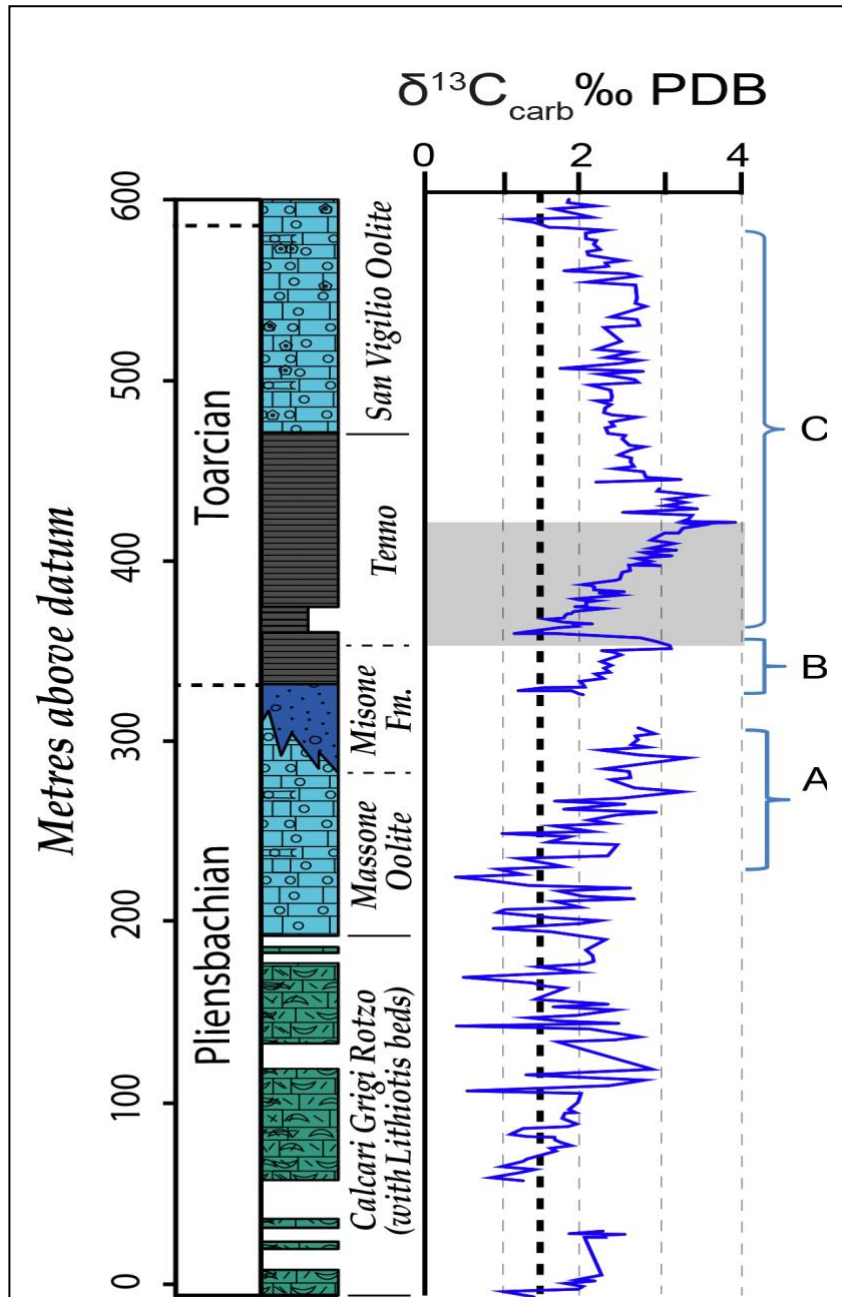 δ¹³Ccarb‰ PDB
0 2 4
600
500
400
300
200
100
0
Metres above datum
Toarcian
Pliensbachian
San Vigilio Oolite
Tenno
Misone
Fm.
Massone
Oolite
Calcari Grigi Rotzo
(with Lithiotis beds)
C
B
A